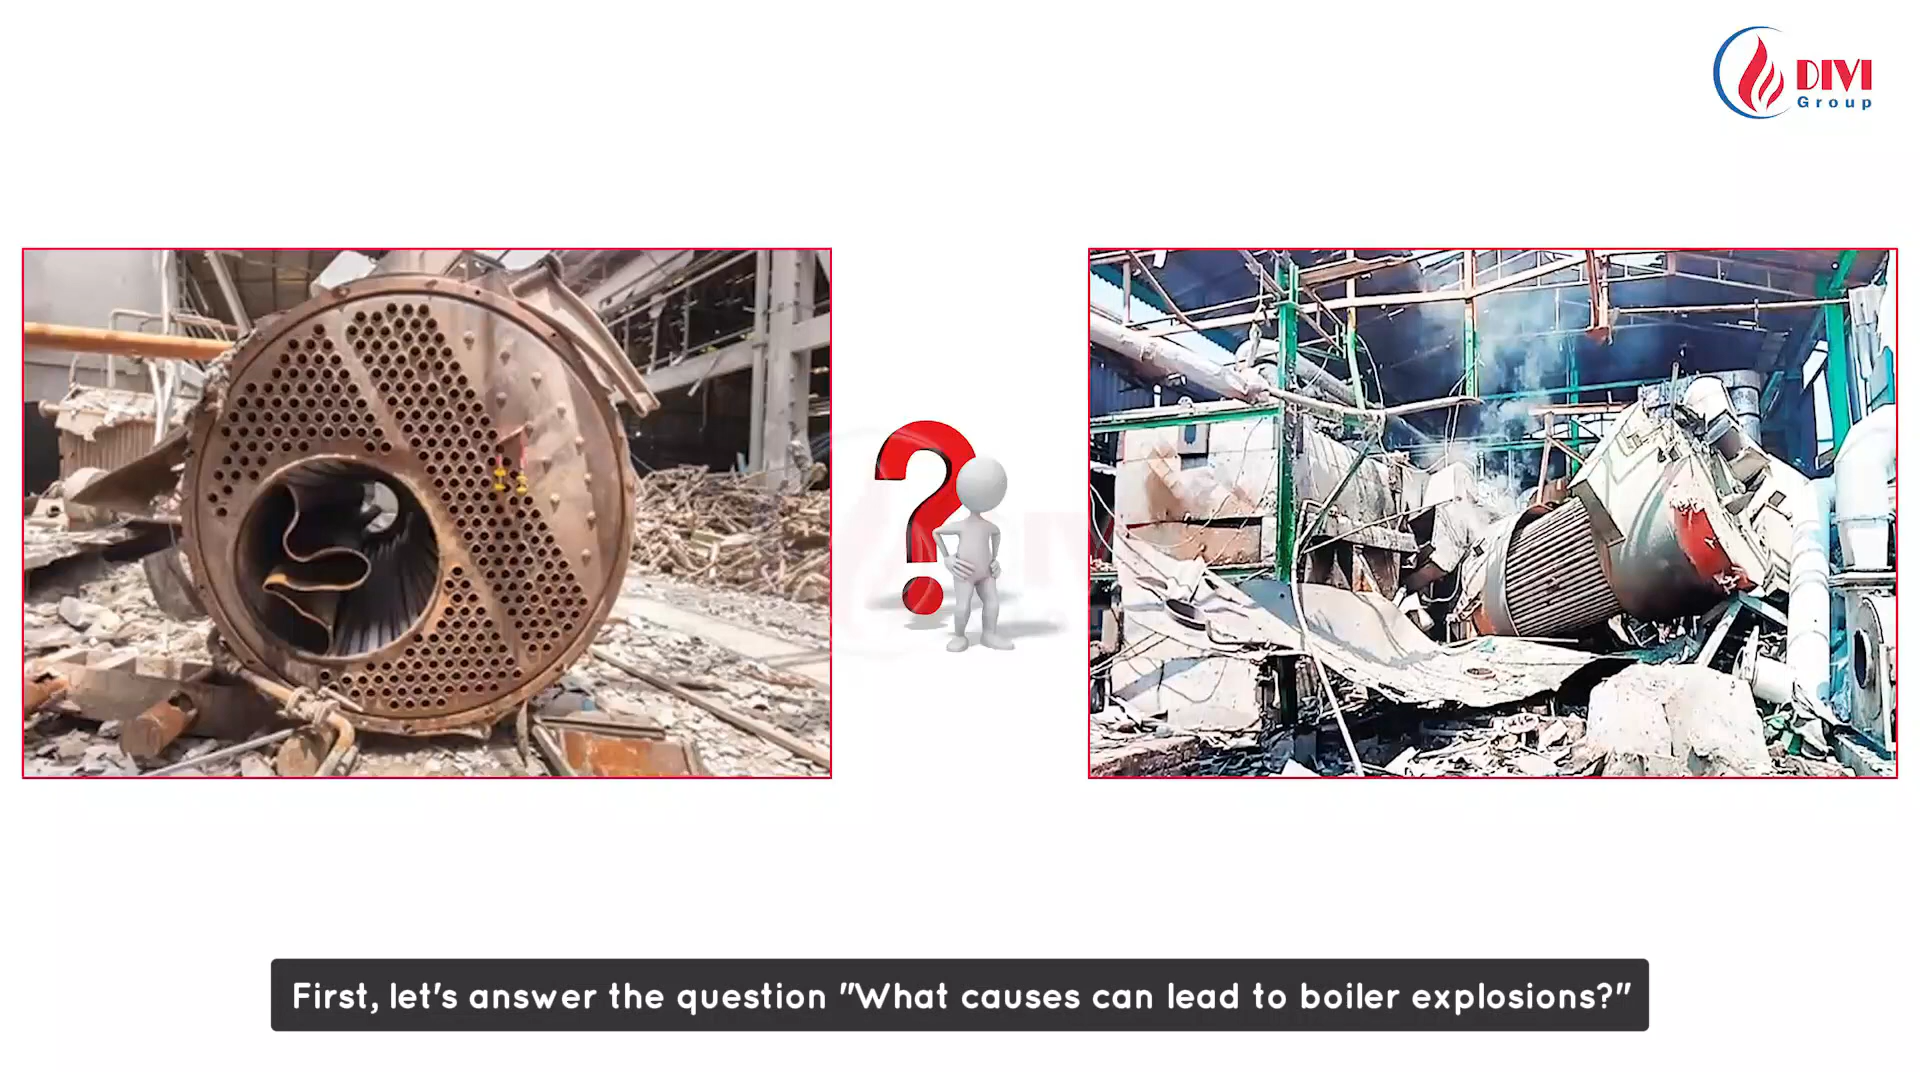 DIVI
Group
First, let's answer the question "What causes can lead to boiler explosions?"